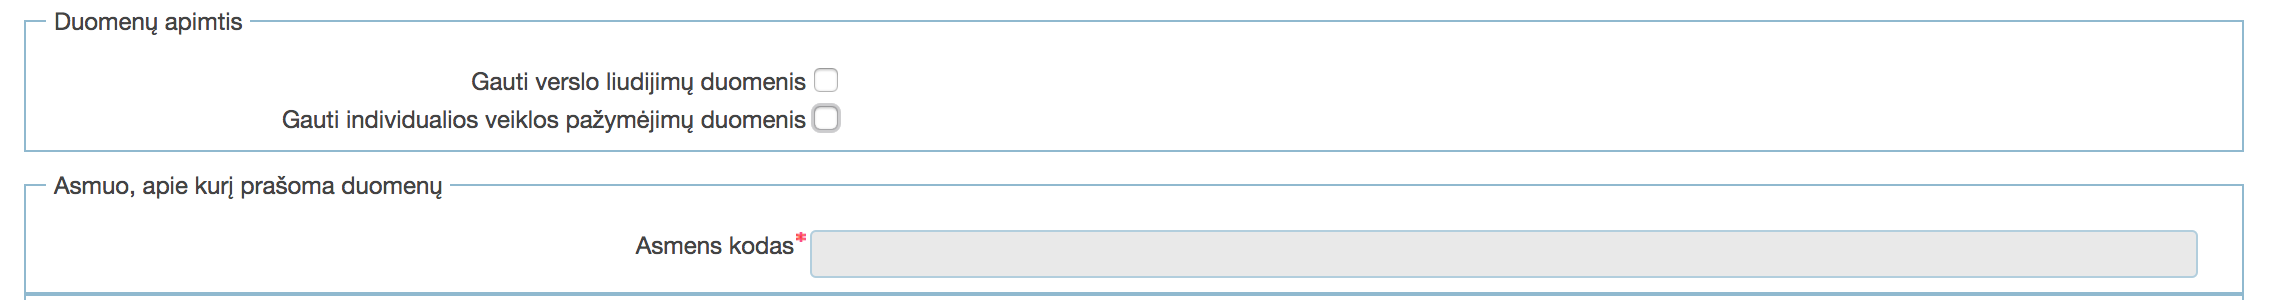 Duomenų apimtis
Gauti verslo liudijimų duomenis
Gauti individualios veiklos pažymėjimų duomenis
Asmuo, apie kurį prašoma duomenų
Asmens kodas*